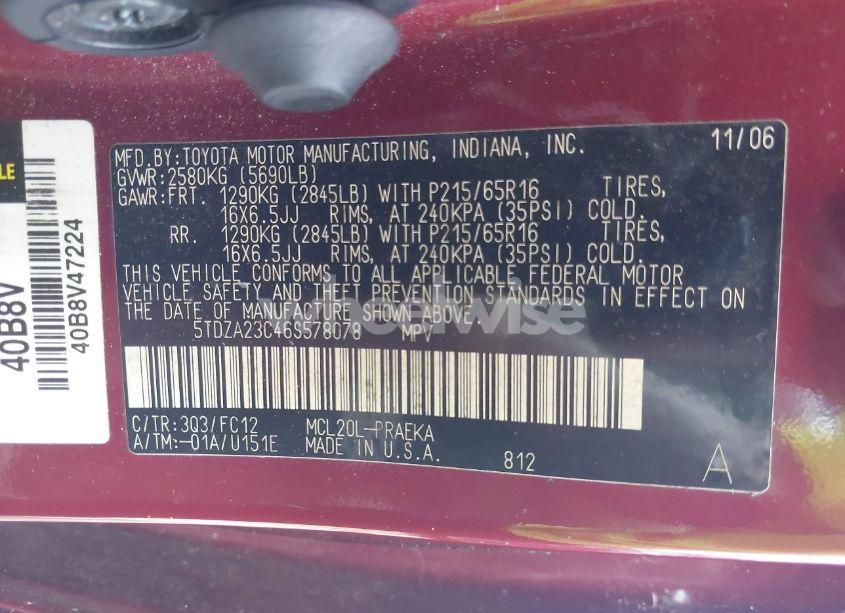 MFD.BY:TOYOTA MOTOR MANUFACTURING, INDIANA, INC. 11/06
GVWR:2580KG (5690LB)
GAWR:FRT. 1290KG (2845LB) WITH P215/65R16 TIRES,
16X6.5JJ RIMS, AT 240KPA (35PSI) COLD.
RR. 1290KG (2845LB) WITH P215/65R16 TIRES,
16X6.5JJ RIMS, AT 240KPA (35PSI) COLD.
THIS VEHICLE CONFORMS TO ALL APPLICABLE FEDERAL MOTOR
VEHICLE SAFETY AND THEFT PREVENTION STANDARDS IN EFFECT ON
THE DATE OF MANUFACTURE SHOWN ABOVE.
5TDZA23C46S578078 MPV
C/TR:3Q3/FC12 MCL20L-PRAEKA
A/TM:-01A/U151E MADE IN U.S.A.
812 A
40B8V
40B8V47224
wheelwise